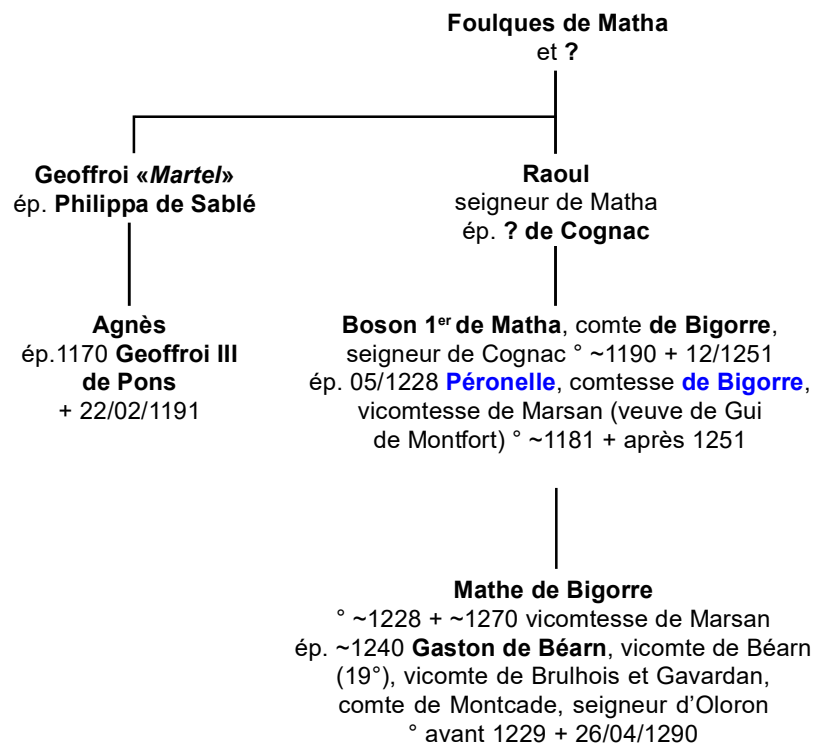 Foulques de Matha
et ?
Geoffroi «Martel»
ép. Philippa de Sablé
Raoul
seigneur de Matha
ép. ? de Cognac
Agnès
ép.1170 Geoffroi III
de Pons
+ 22/02/1191
Boson 1er de Matha, comte de Bigorre,
seigneur de Cognac ° ~1190 + 12/1251
ép. 05/1228 Péronelle, comtesse de Bigorre,
vicomtesse de Marsan (veuve de Gui
de Montfort) ° ~1181 + après 1251
Mathe de Bigorre
° ~1228 + ~1270 vicomtesse de Marsan
ép. ~1240 Gaston de Béarn, vicomte de Béarn
(19°), vicomte de Brulhois et Gavardan,
comte de Montcade, seigneur d’Oloron
° avant 1229 + 26/04/1290